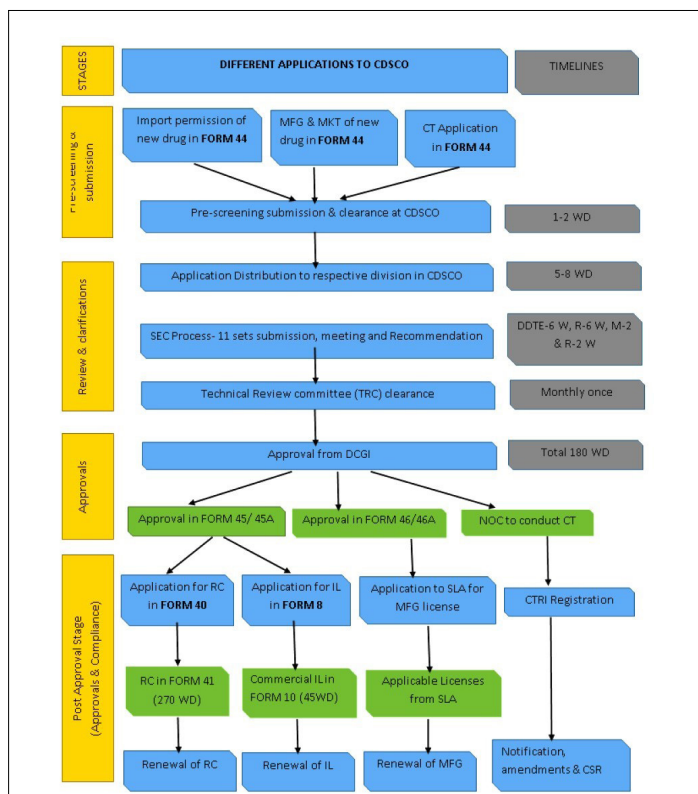 STAGES
DIFFERENT APPLICATIONS TO CDSCO
TIMELINES
Pre-screening &
submission
Import permission of
new drug in FORM 44
MFG & MKT of
new drug in FORM 44
CT Application
in FORM 44
Pre-screening submission & clearance at CDSCO
1-2 WD
Review & clarifications
Application Distribution to respective division in CDSCO
5-8 WD
SEC Process- 11 sets submission, meeting and Recommendation
DDTE-6 W, R-6 W, M-2
& R-2 W
Technical Review committee (TRC) clearance
Monthly once
Approvals
Approval from DCGI
Total 180 WD
Approval in FORM 45/ 45A
Approval in FORM 46/46A
NOC to conduct CT
Post Approval Stage
(Approvals & Compliance)
Application for RC
in FORM 40
Application for IL
in FORM 8
Application to SLA for
MFG license
CTRI Registration
RC in FORM 41
(270 WD)
Commercial IL in
FORM 10 (45WD)
Applicable Licenses
from SLA
Renewal of RC
Renewal of IL
Renewal of MFG
Notification,
amendments & CSR